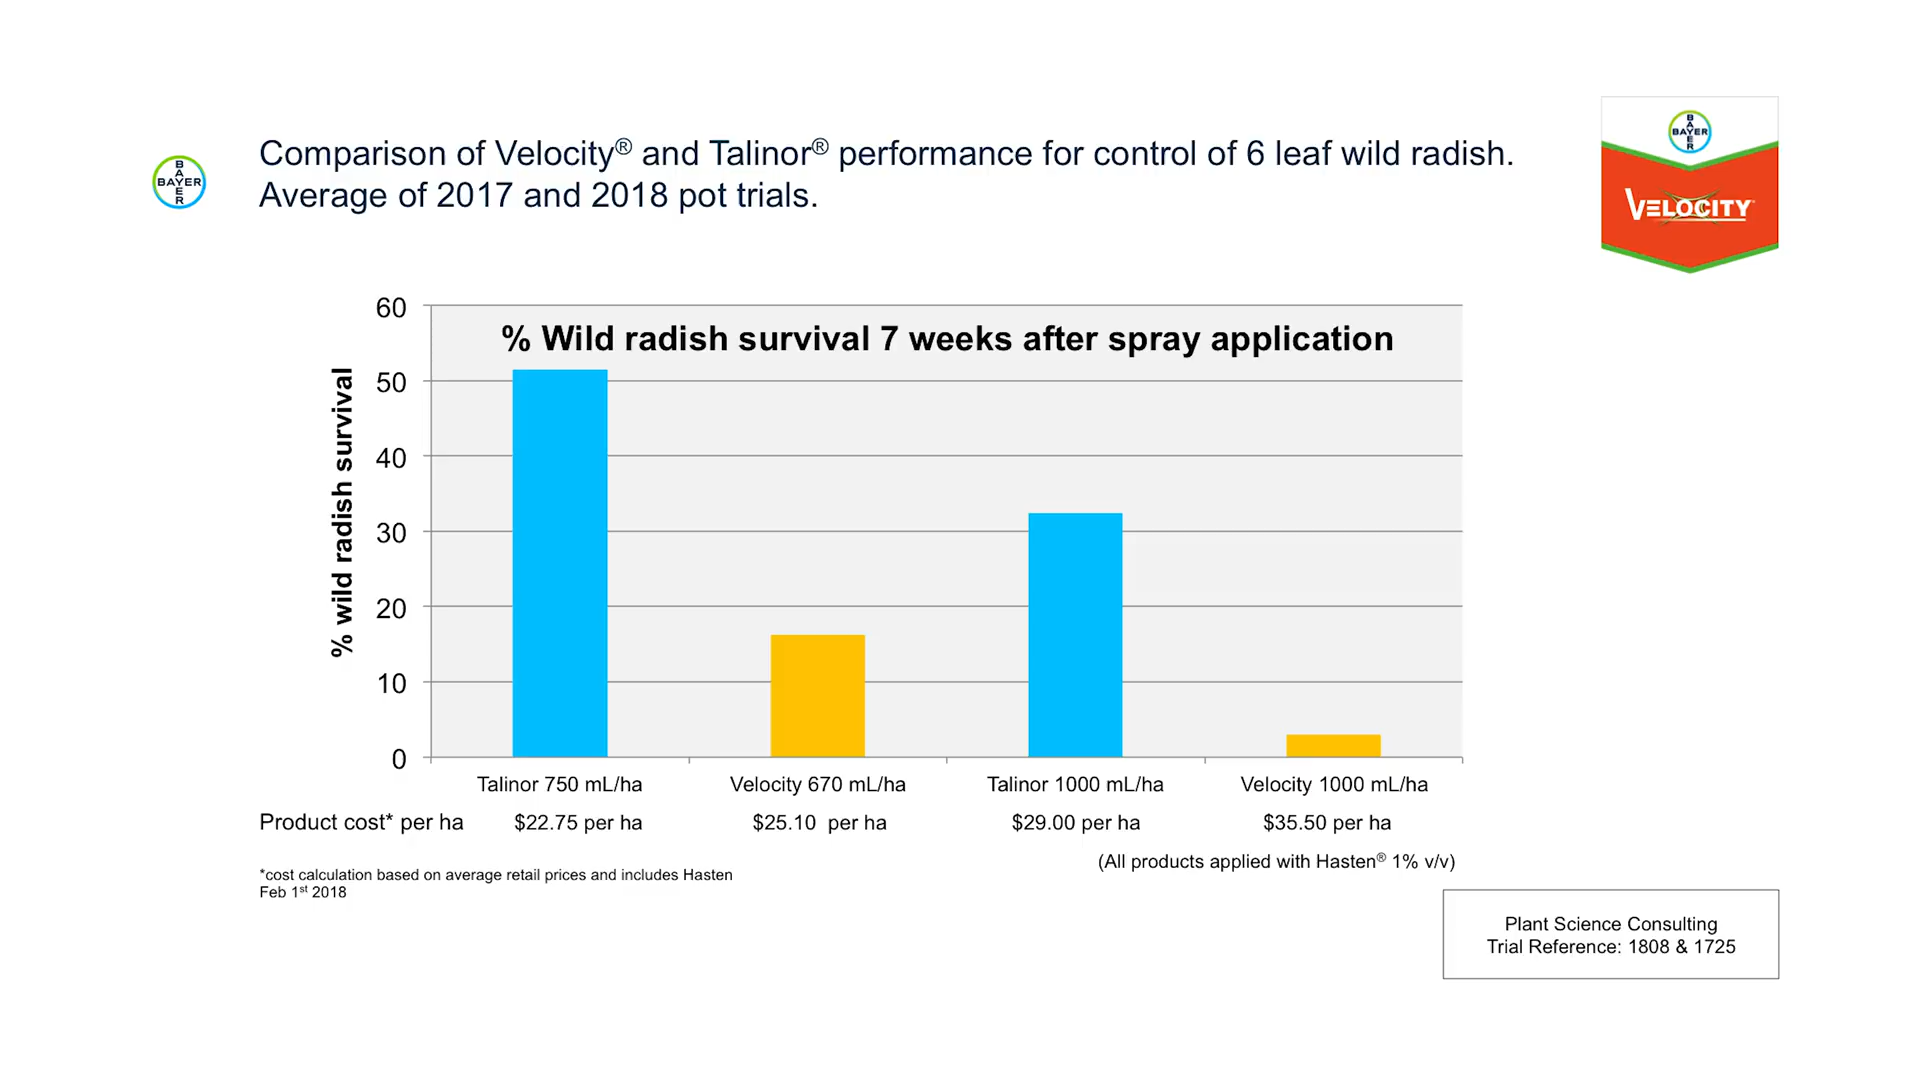 Comparison of Velocity® and Talinor® performance for control of 6 leaf wild radish.
Average of 2017 and 2018 pot trials.
BAYER
BAYER
BAYER
BAYER
VELOCITY
% Wild radish survival 7 weeks after spray application
% wild radish survival
60
50
40
30
20
10
0
Talinor 750 mL/ha
Velocity 670 mL/ha
Talinor 1000 mL/ha
Velocity 1000 mL/ha
Product cost* per ha
$22.75 per ha
$25.10 per ha
$29.00 per ha
$35.50 per ha
(All products applied with Hasten® 1% v/v)
*cost calculation based on average retail prices and includes Hasten
Feb 1st 2018
Plant Science Consulting
Trial Reference: 1808 & 1725